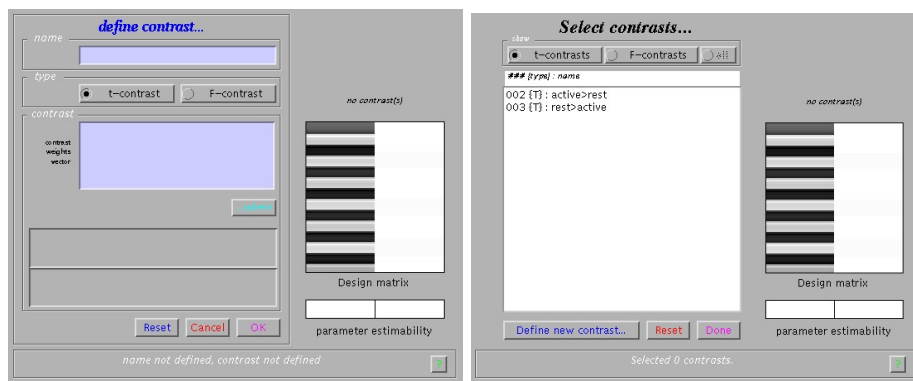 define contrast...
name
type
t-contrast
F-contrast
contrast
contrast
weights
vector
...submit
Reset
Cancel
OK
no contrast(s)
Design matrix
parameter estimability
name not defined, contrast not defined
?
Select contrasts...
show
t-contrasts
F-contrasts
all
### {type} : name
002 {T} : active>rest
003 {T} : rest>active
Define new contrast...
Reset
Done
no contrast(s)
Design matrix
parameter estimability
Selected 0 contrasts.
?